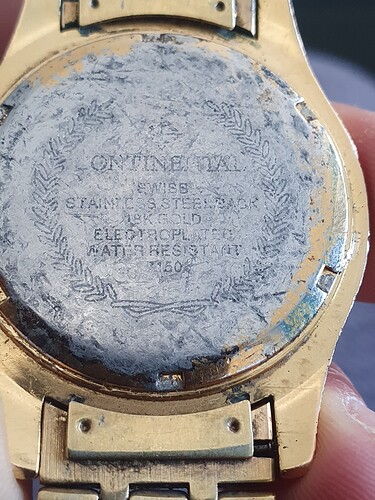 CONTINENTAL
SWISS
STAINLESS STEEL BACK
18K GOLD
ELECTROPLATED
WATER RESISTANT